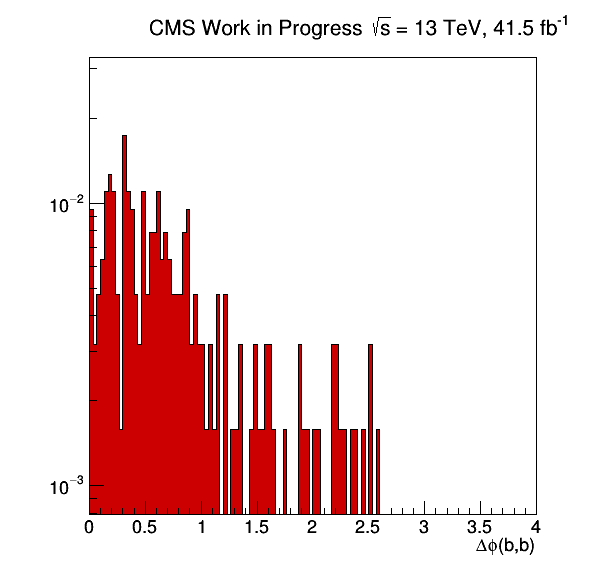 CMS Work in Progress √s = 13 TeV, 41.5 fb⁻¹
10⁻²
10⁻³
0 0.5 1 1.5 2 2.5 3 3.5 4
Δϕ(b,b)